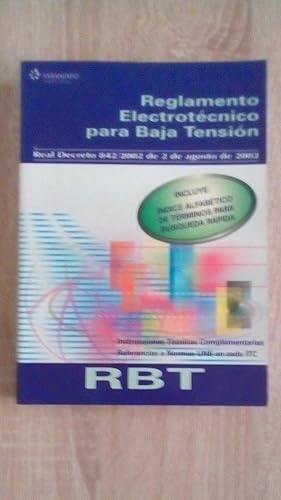 Reglamento
Electrotécnico
para Baja Tensión
Real Decreto 842/2002 de 2 de agosto de 2002
INCLUYE
ÍNDICE ALFABÉTICO
DE TÉRMINOS PARA
BÚSQUEDA RÁPIDA
Instrucciones Técnicas Complementarias
Referencias a Normas UNE en cada ITC
RBT